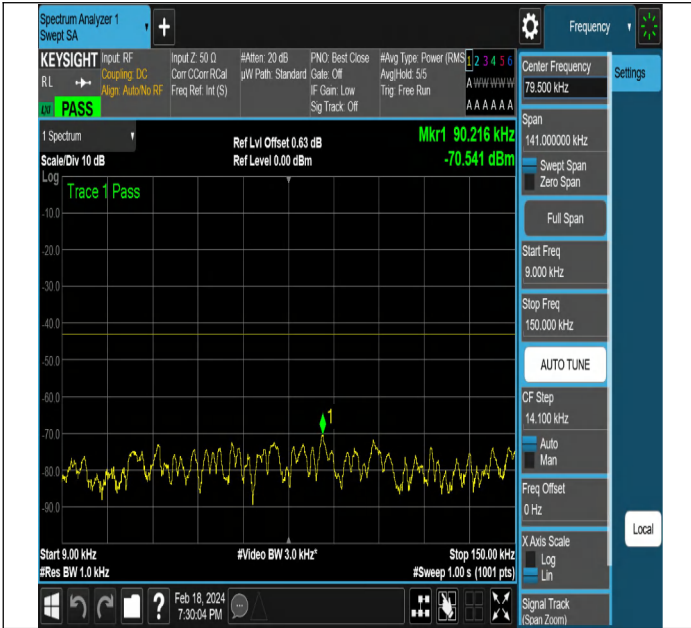 Spectrum Analyzer 1
Swept SA
+
Frequency
KEYSIGHT
RL
LXI
PASS
Input: RF
Coupling: DC
Align: Auto/No RF
Input Z: 50 Ω
Corr CCorr RCal
Freq Ref: Int (S)
#Atten: 20 dB
µW Path: Standard
PNO: Best Close
Gate: Off
IF Gain: Low
Sig Track: Off
#Avg Type: Power (RMS
Avg|Hold: 5/5
Trig: Free Run
1 2 3 4 5 6
A W W W W W
A A A A A A
1 Spectrum
Scale/Div 10 dB
Ref Lvl Offset 0.63 dB
Ref Level 0.00 dBm
Mkr1 90.216 kHz
-70.541 dBm
Log
Trace 1 Pass
-10.0
-20.0
-30.0
-40.0
-50.0
-60.0
-70.0
-80.0
-90.0
1
Start 9.00 kHz
#Res BW 1.0 kHz
#Video BW 3.0 kHz*
Stop 150.00 kHz
#Sweep 1.00 s (1001 pts)
Feb 18, 2024
7:30:04 PM
Center Frequency
79.500 kHz
Settings
Span
141.000000 kHz
Swept Span
Zero Span
Full Span
Start Freq
9.000 kHz
Stop Freq
150.000 kHz
AUTO TUNE
CF Step
14.100 kHz
Auto
Man
Freq Offset
0 Hz
X Axis Scale
Log
Lin
Local
Signal Track
(Span Zoom)